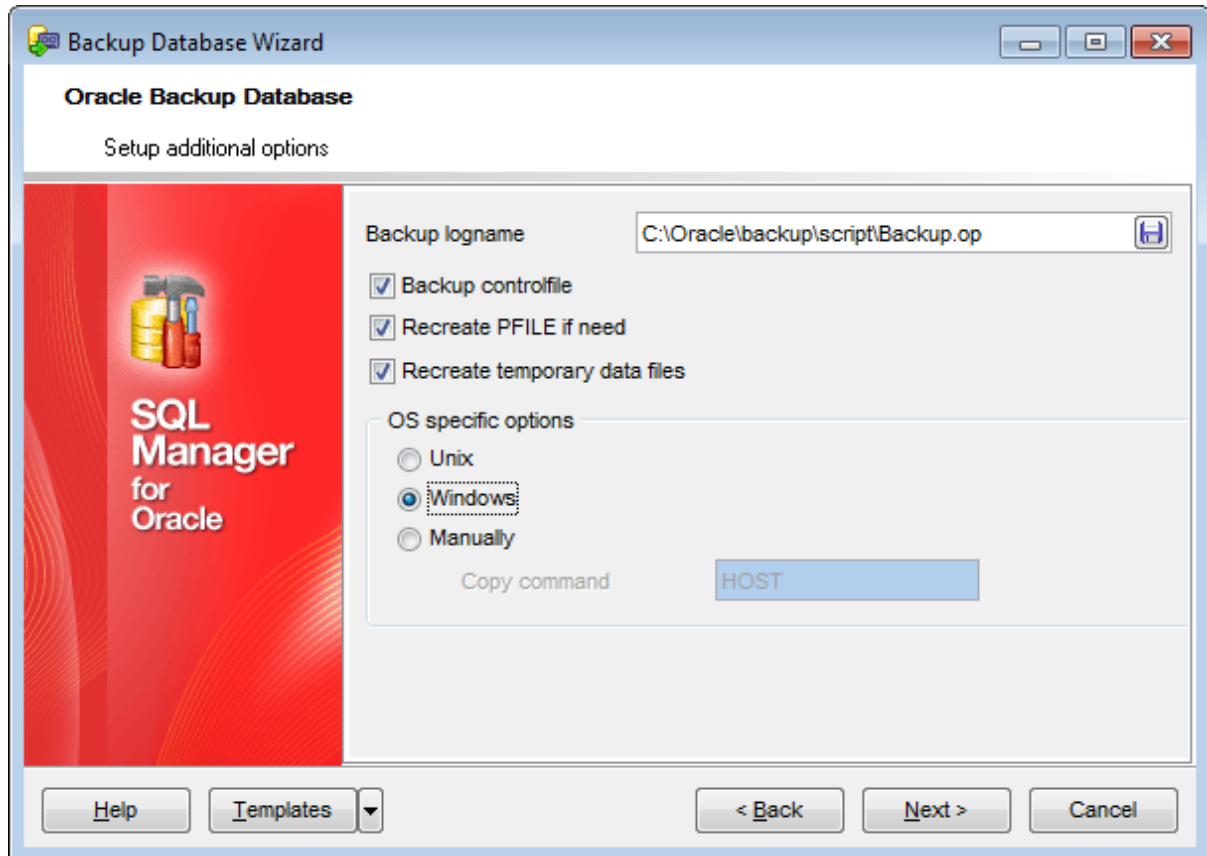 Backup Database Wizard
Oracle Backup Database
Setup additional options
SQL
Manager
for
Oracle
Backup logname C:\Oracle\backup\script\Backup.op
Backup controlfile
Recreate PFILE if need
Recreate temporary data files
OS specific options
Unix
Windows
Manually
Copy command HOST
Help Templates < Back Next > Cancel